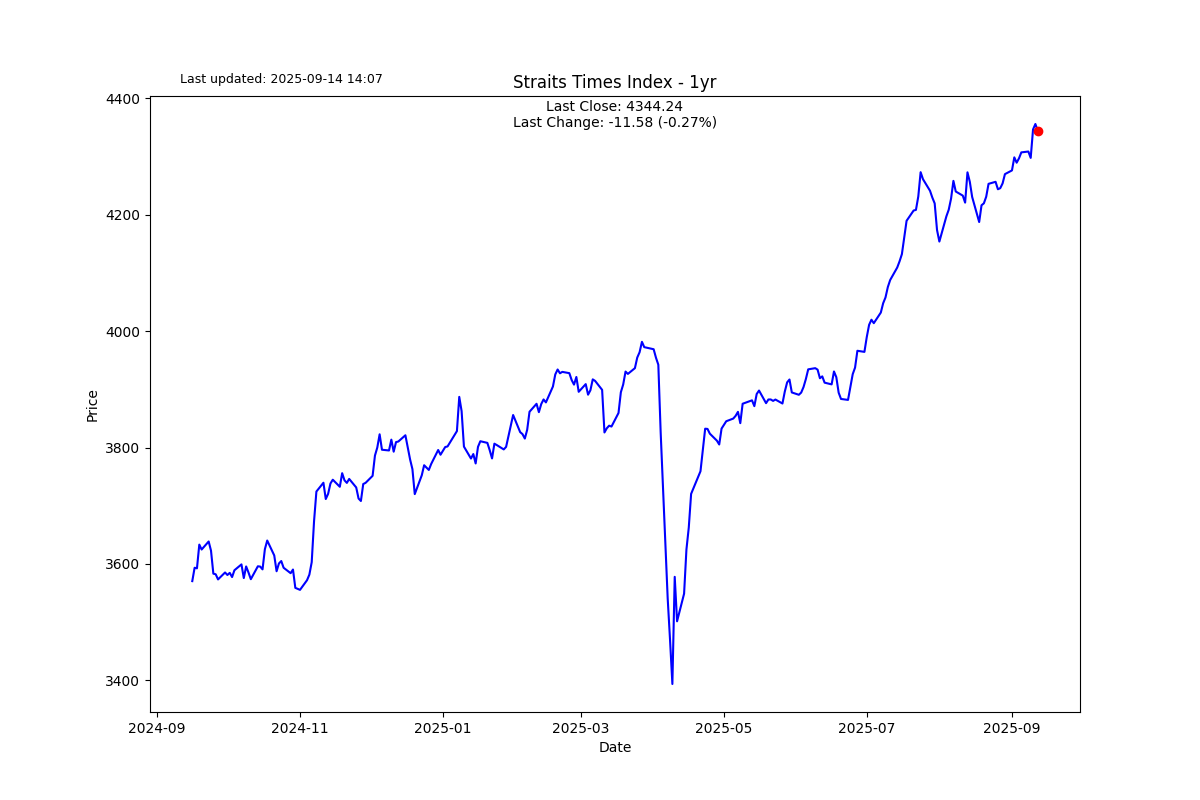 Last updated: 2025-09-14 14:07
Straits Times Index - 1yr
Last Close: 4344.24
Last Change: -11.58 (-0.27%)
4400
4200
4000
3800
3600
3400
Price
2024-09
2024-11
2025-01
2025-03
2025-05
2025-07
2025-09
Date